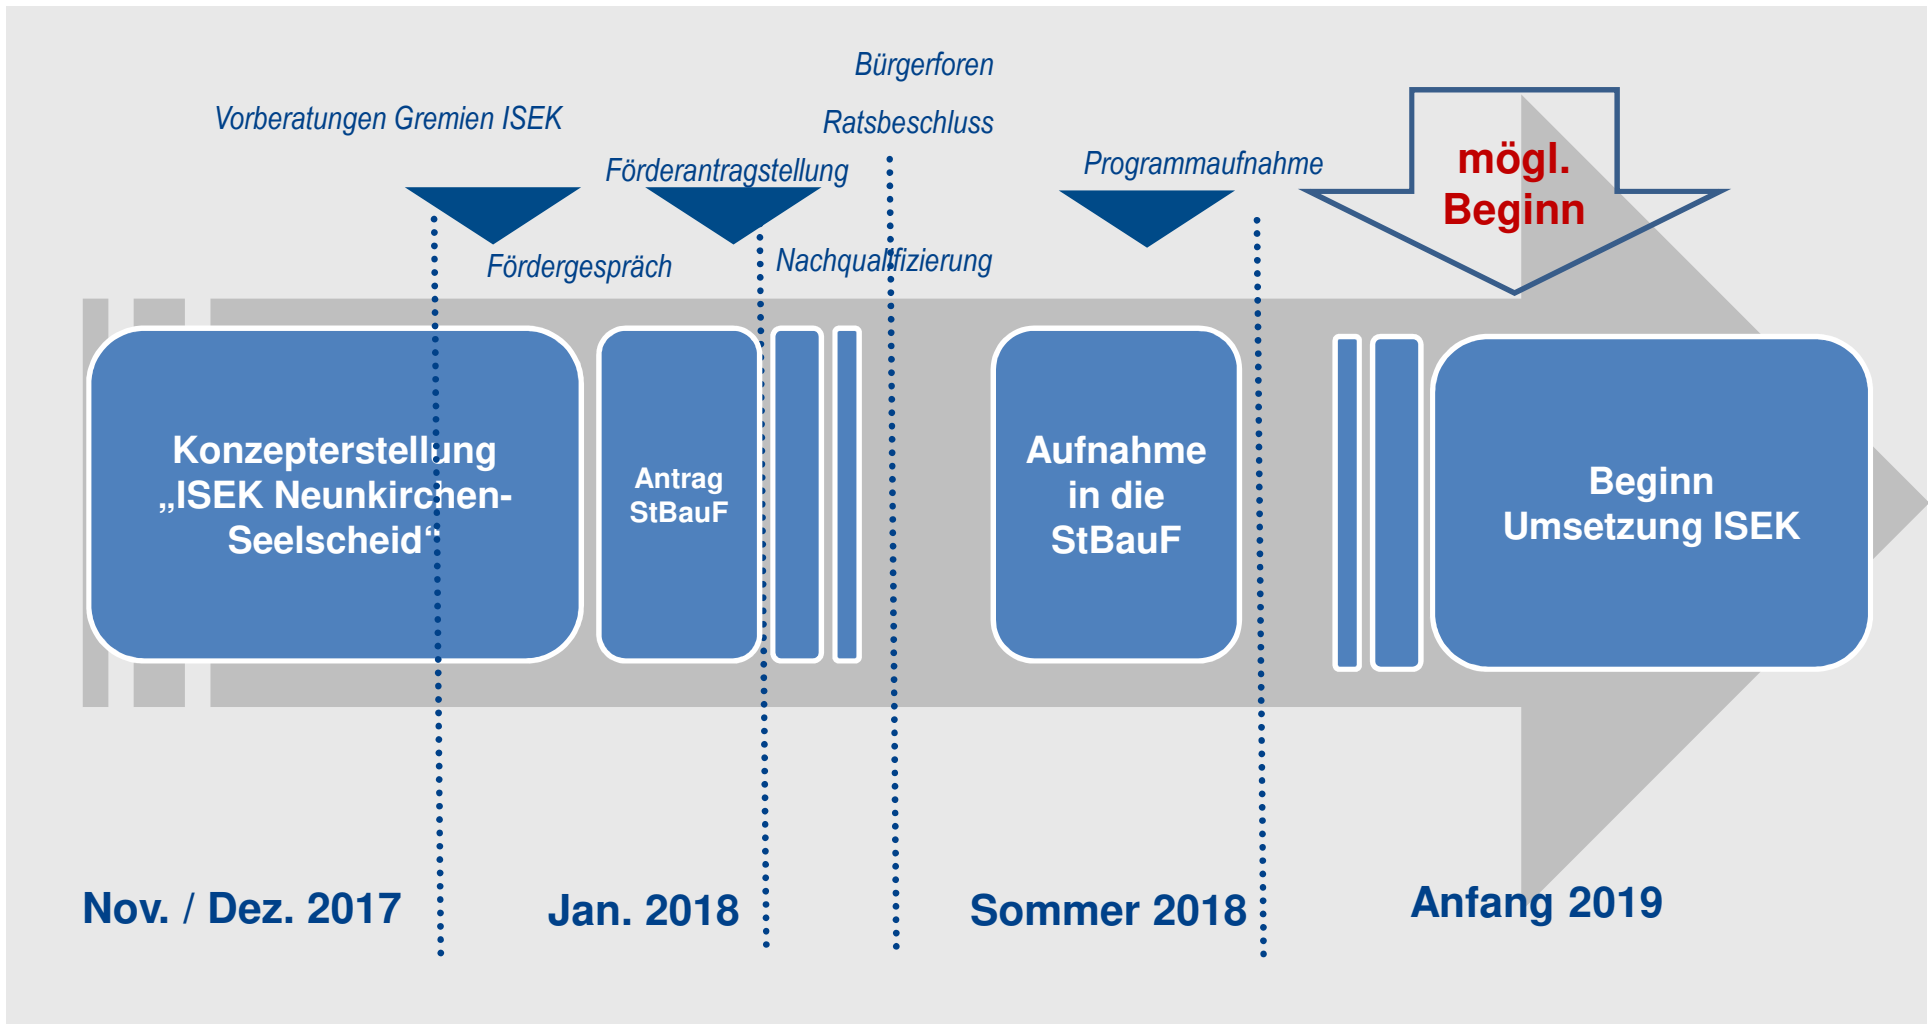 Bürgerforen
Vorberatungen Gremien ISEK
Ratsbeschluss
Förderantragstellung
Programmaufnahme
mögl.
Beginn
Fördergespräch
Nachqualifizierung
Konzepterstellung
„ISEK Neunkirchen-
Seelscheid“
Antrag
StBauF
Aufnahme
in die
StBauF
Beginn
Umsetzung ISEK
Nov. / Dez. 2017
Jan. 2018
Sommer 2018
Anfang 2019